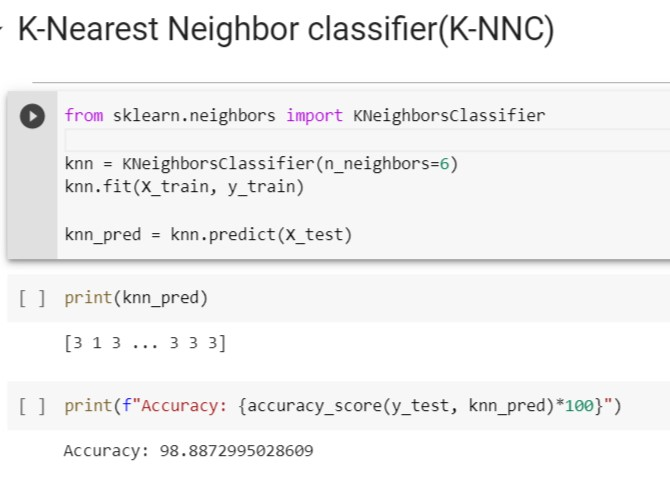 K-Nearest Neighbor classifier(K-NNC)
from sklearn.neighbors import KNeighborsClassifier
knn = KNeighborsClassifier(n_neighbors=6)
knn.fit(X_train, y_train)
knn_pred = knn.predict(X_test)
[ ] print(knn_pred)
[3 1 3 ... 3 3 3]
[ ] print(f"Accuracy: {accuracy_score(y_test, knn_pred)*100}")
Accuracy: 98.8872995028609